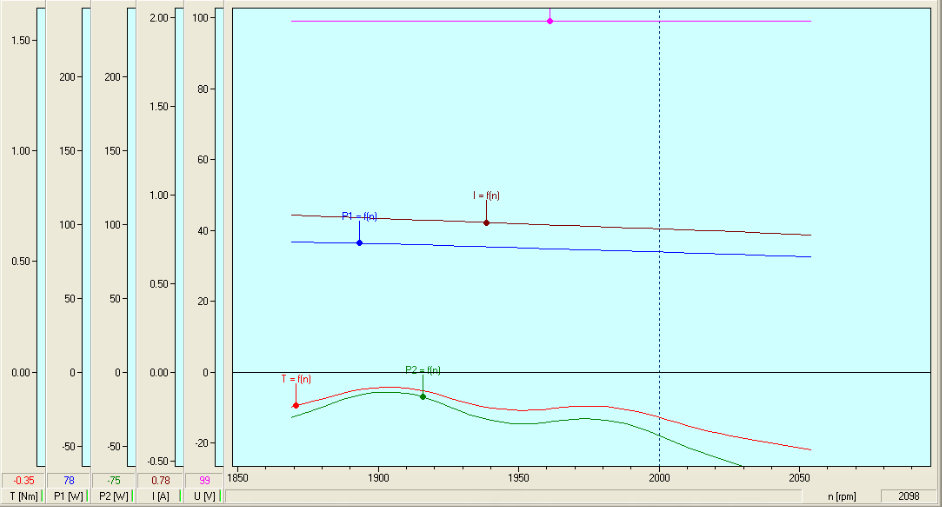 2.00 100
1.50
200 200 80
1.50
1.00 150 150 60
1.00 I = f(n)
P1 = f(n)
100 100 40
0.50
0.50
50 50 20
0.00 0 0 0.00 0
T = f(n) P2 = f(n)
-50 -50 -20
-0.50
1850 1900 1950 2000 2050
-0.35 78 -75 0.78 99
T [Nm] P1 [W] P2 [W] I [A] U [V] n [rpm] 2098